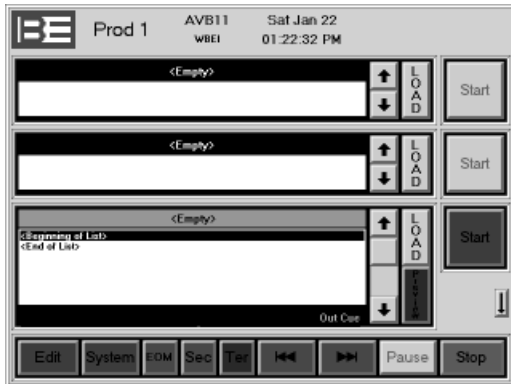 BE Prod 1 AVB11 Sat Jan 22
WBEI 01:22:32 PM
<Empty>
LOAD
Start
<Empty>
LOAD
Start
<Empty>
<Beginning of List>
<End of List>
LOAD
Start
Preview
Out Cue
Edit System EOM Sec Ter Pause Stop